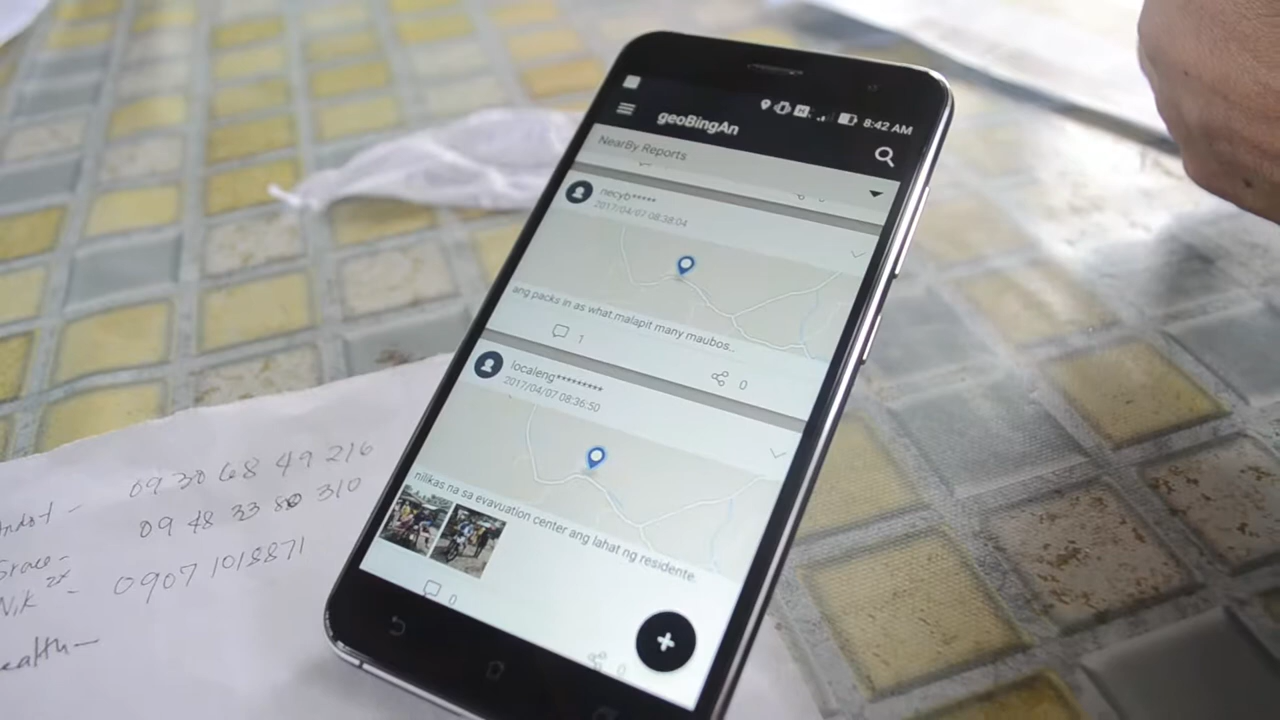 8:42 AM
geoBingAn
NearBy Reports
necyb*****
2017/04/07 08:38:04
ang packs in as what malapit many maubos...
1
0
localeng*********
2017/04/07 08:36:50
nilikas na sa evavuation center ang lahat ng residente.
0
0
09 30 68 49 216
09 48 33 80 310
0907 1018871